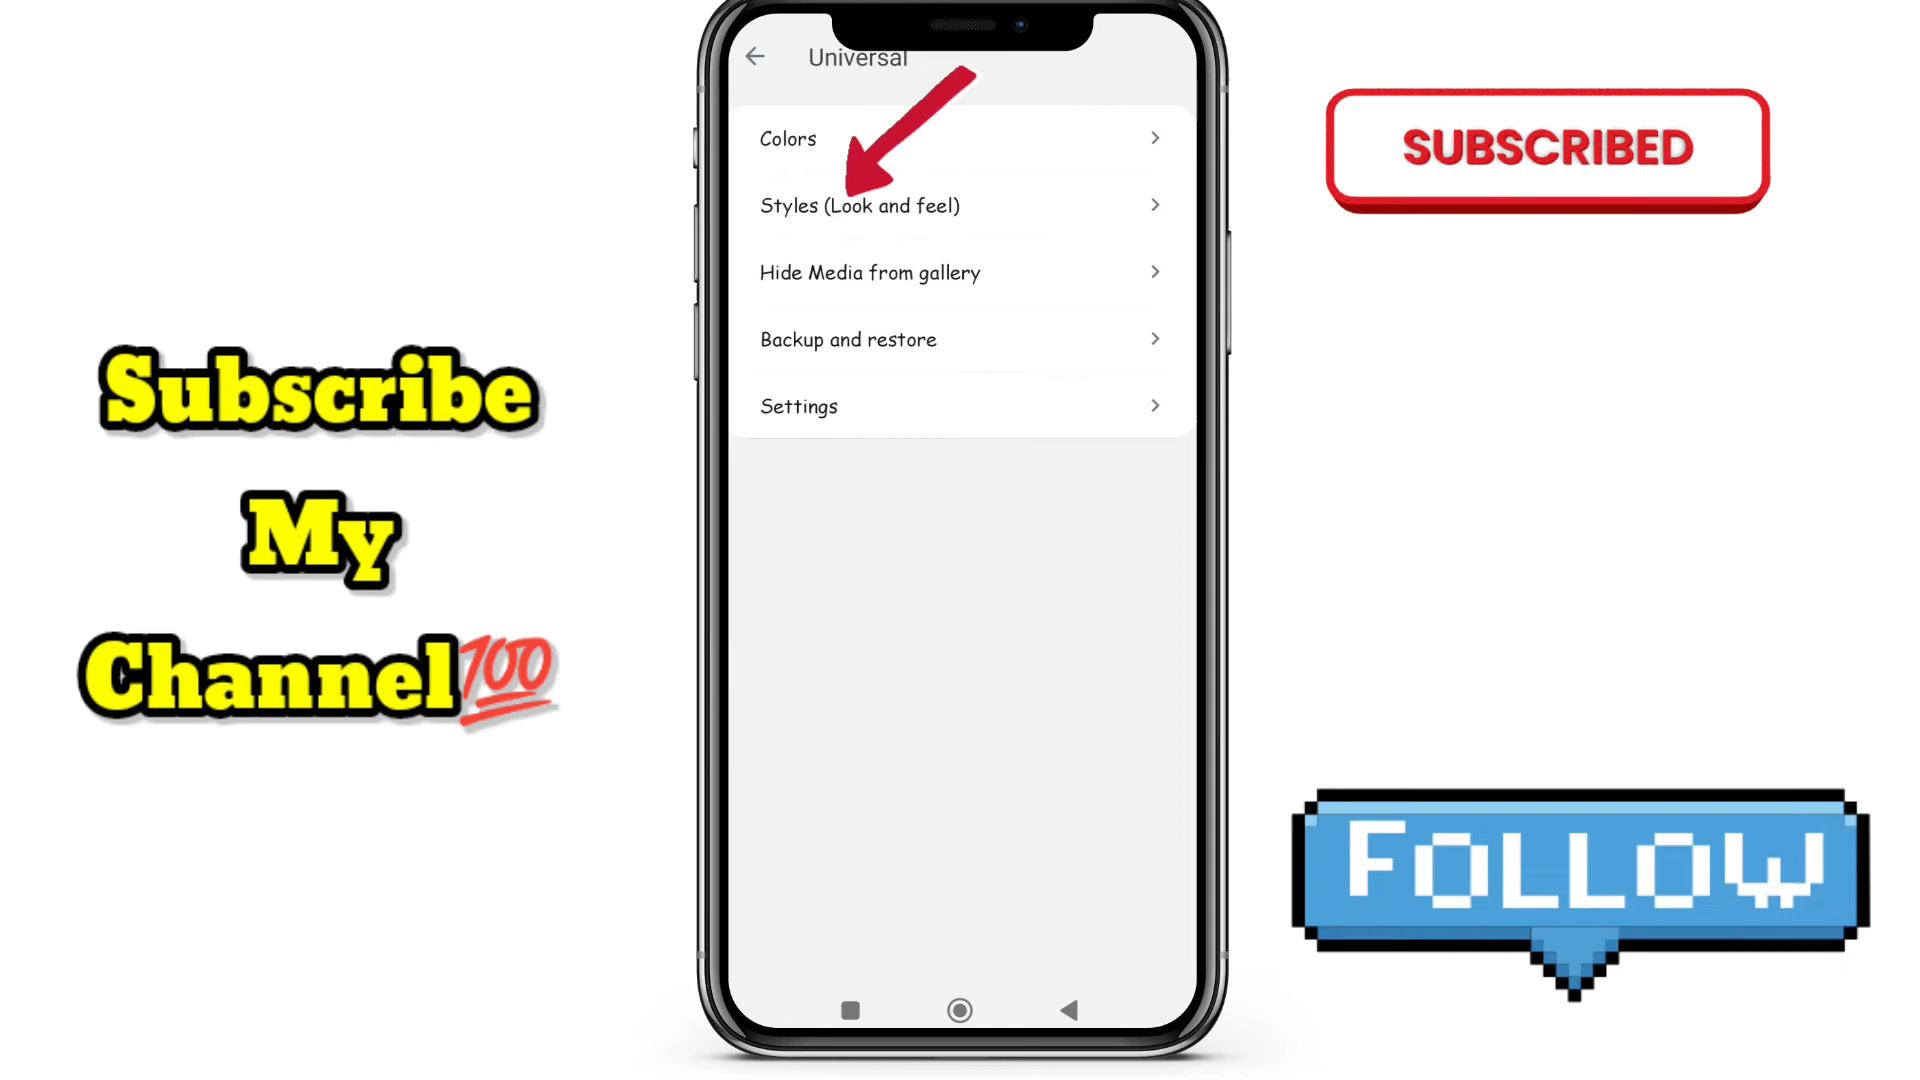 Universal
Colors
Styles (Look and feel)
Hide Media from gallery
Backup and restore
Settings
Subscribe
My
Channel💯
SUBSCRIBED
FOLLOW